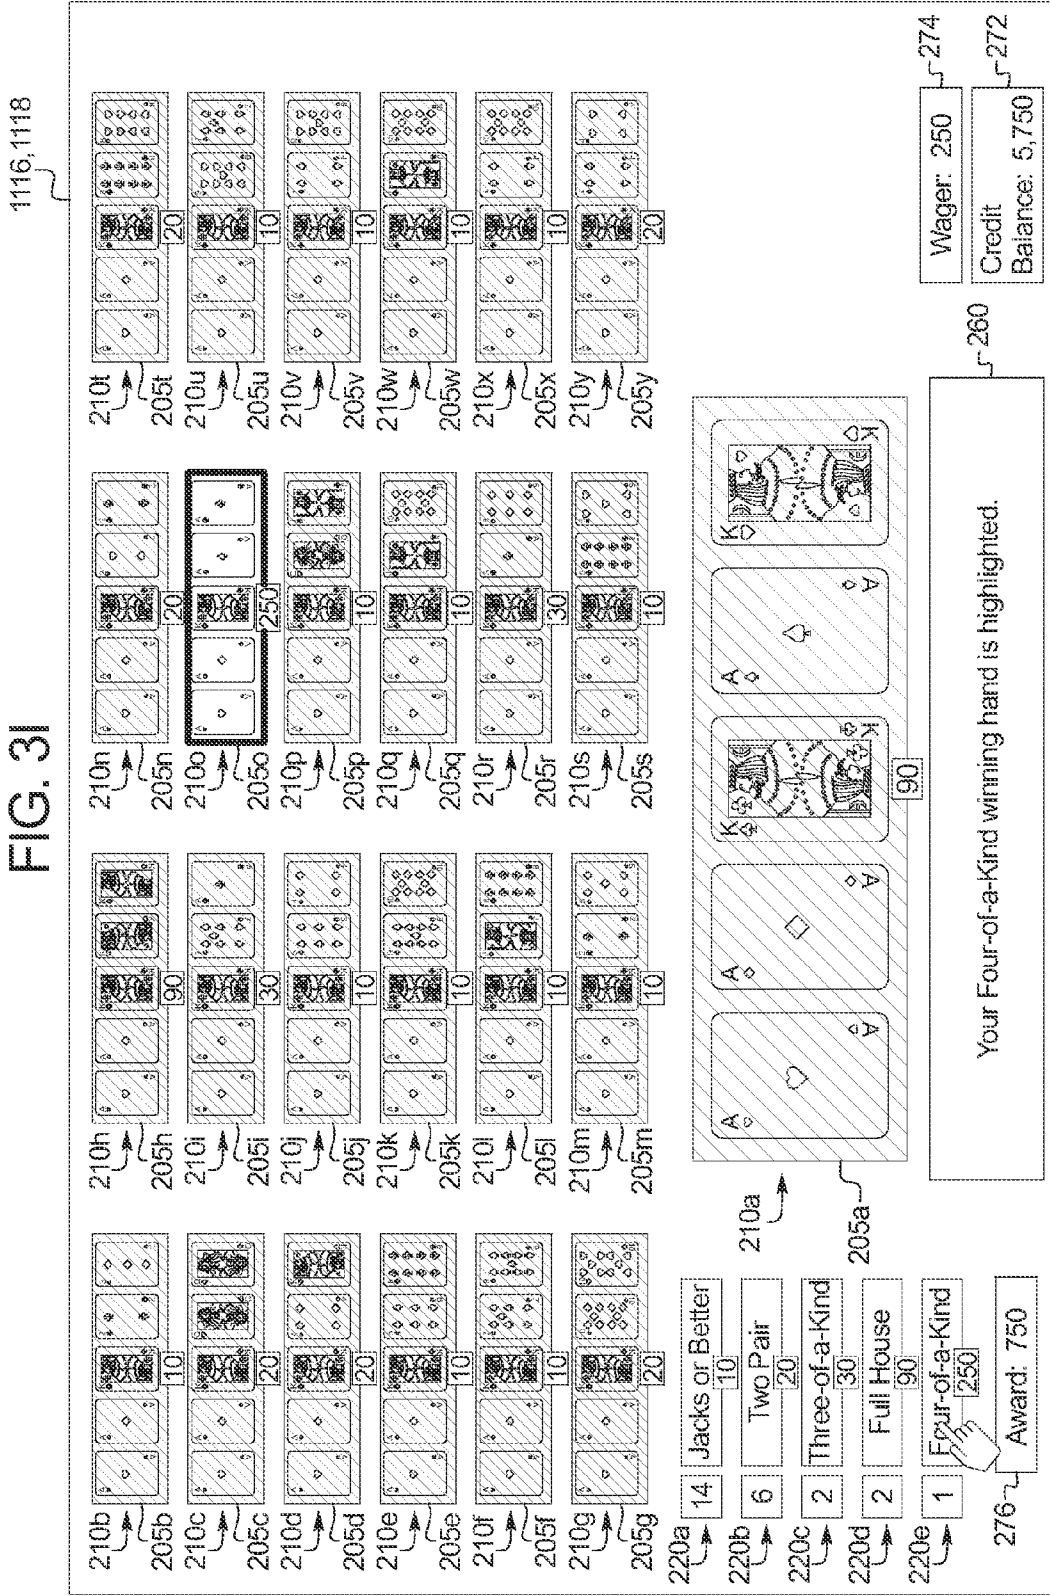 FIG. 3I
1116,1118
210b
205b
10
210c
205c
20
210d
205d
20
210e
205e
10
210f
205f
10
210g
205g
20
210h
205h
90
210i
205i
30
210j
205j
10
210k
205k
10
210l
205l
10
210m
205m
10
210n
205n
20
210o
205o
250
210p
205p
10
210q
205q
10
210r
205r
30
210s
205s
10
210t
205t
20
210u
205u
10
210v
205v
10
210w
205w
10
210x
205x
10
210y
205y
20
220a
14
Jacks or Better
10
220b
6
Two Pair
20
220c
2
Three-of-a-Kind
30
220d
2
Full House
90
220e
1
Four-of-a-Kind
250
276
Award: 750
210a
205a
A
A
A
A
K
K
A
A
K
K
90
Your Four-of-a-Kind winning hand is highlighted.
260
Wager: 250
274
Credit
Balance: 5,750
272